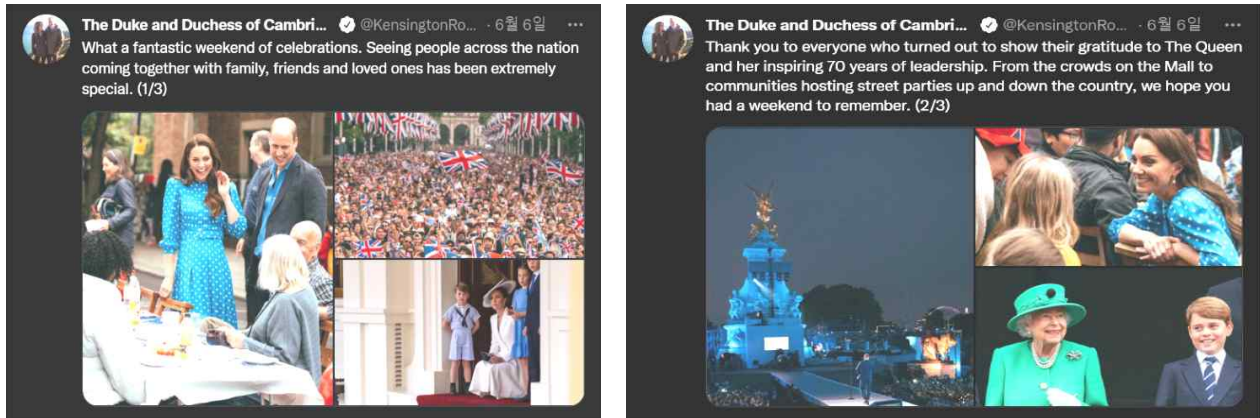 The Duke and Duchess of Cambri... @KensingtonRo... · 6월 6일 ···
What a fantastic weekend of celebrations. Seeing people across the nation
coming together with family, friends and loved ones has been extremely
special. (1/3)
The Duke and Duchess of Cambri... @KensingtonRo... · 6월 6일 ···
Thank you to everyone who turned out to show their gratitude to The Queen
and her inspiring 70 years of leadership. From the crowds on the Mall to
communities hosting street parties up and down the country, we hope you
had a weekend to remember. (2/3)